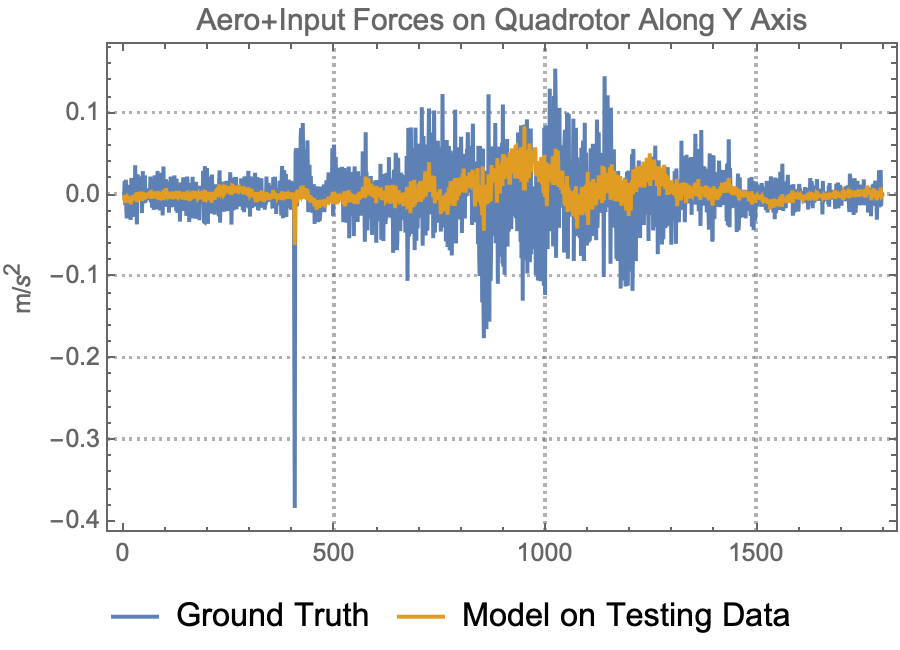 Aero+Input Forces on Quadrotor Along Y Axis
m/s²
0.1
0.0
−0.1
−0.2
−0.3
−0.4
0 500 1000 1500
Ground Truth Model on Testing Data